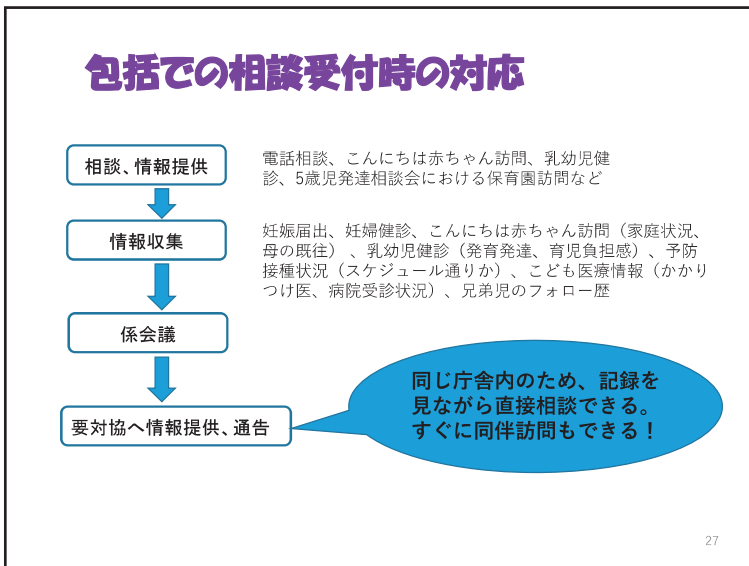 包括での相談受付時の対応
相談、情報提供
電話相談、こんにちは赤ちゃん訪問、乳幼児健
診、5歳児発達相談会における保育園訪問など
情報収集
妊娠届出、妊婦健診、こんにちは赤ちゃん訪問（家庭状況、
母の既往）、乳幼児健診（発育発達、育児負担感）、予防
接種状況（スケジュール通りか）、こども医療情報（かかり
つけ医、病院受診状況）、兄弟児のフォロー歴
係会議
要対協へ情報提供、通告
同じ庁舎内のため、記録を
見ながら直接相談できる。
すぐに同伴訪問もできる！
27